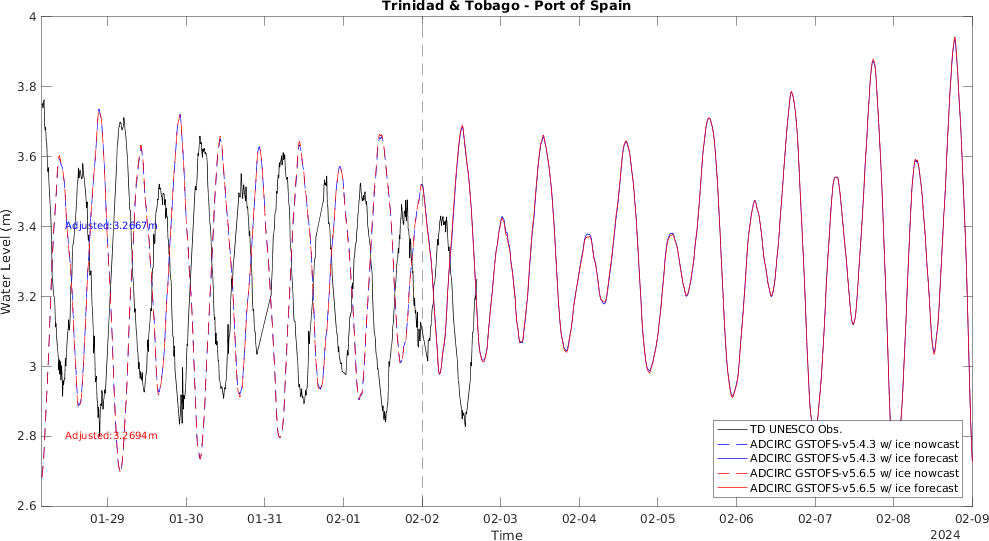 Trinidad & Tobago - Port of Spain
4
3.8
3.6
3.4
3.2
3
2.8
2.6
Water Level (m)
Adjusted:3.2667m
Adjusted:3.2694m
TD UNESCO Obs.
ADCIRC GSTOFS-v5.4.3 w/ ice nowcast
ADCIRC GSTOFS-v5.4.3 w/ ice forecast
ADCIRC GSTOFS-v5.6.5 w/ ice nowcast
ADCIRC GSTOFS-v5.6.5 w/ ice forecast
01-29 01-30 01-31 02-01 02-02 02-03 02-04 02-05 02-06 02-07 02-08 02-09
Time
2024